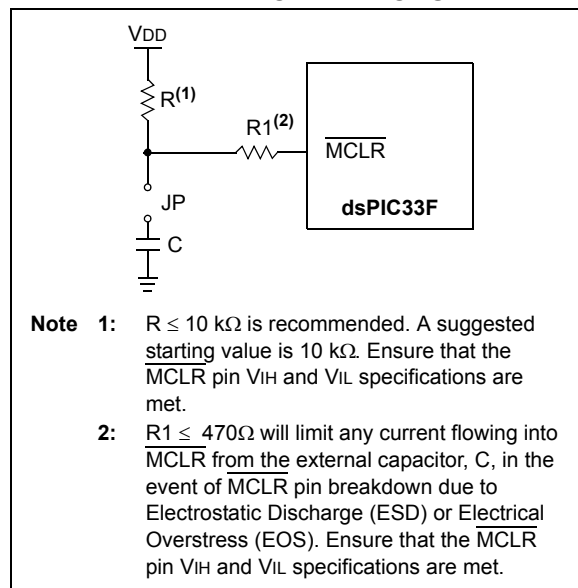 VDD
R(1)
R1(2)
MCLR
JP
dsPIC33F
C
Note 1: R ≤ 10 kΩ is recommended. A suggested
starting value is 10 kΩ. Ensure that the
MCLR pin VIH and VIL specifications are
met.
2: R1 ≤ 470Ω will limit any current flowing into
MCLR from the external capacitor, C, in the
event of MCLR pin breakdown due to
Electrostatic Discharge (ESD) or Electrical
Overstress (EOS). Ensure that the MCLR
pin VIH and VIL specifications are met.